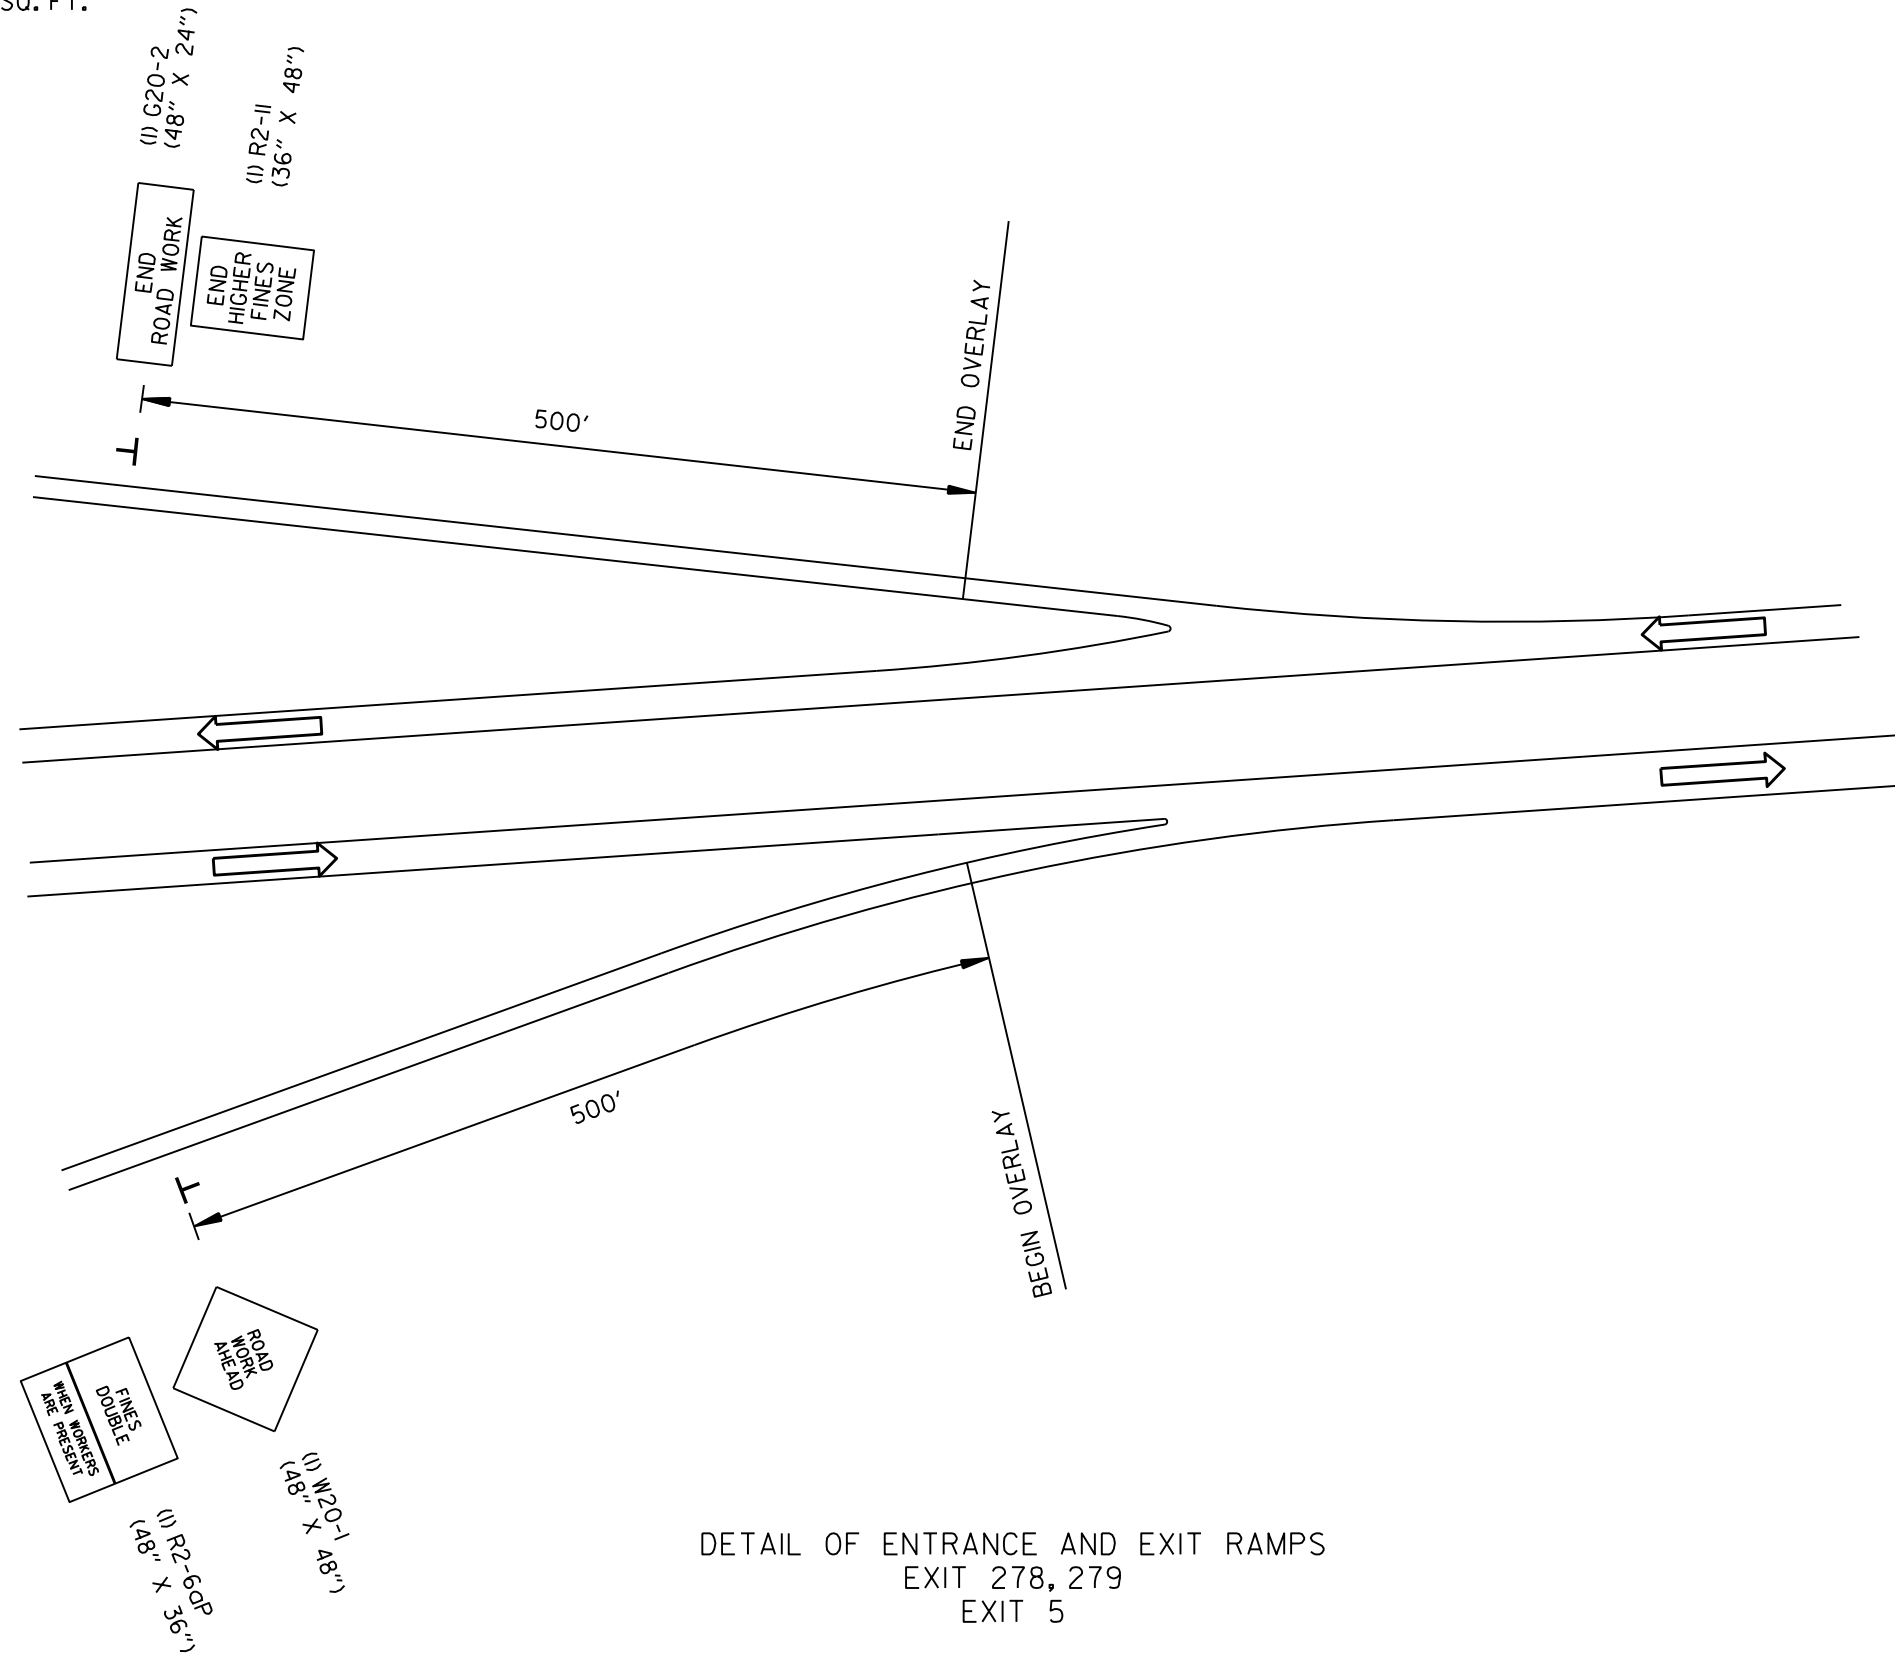 SQ. FT.
(1) G20-2
(48" X 24")
(1) R2-11
(36" X 48")
END
ROAD WORK
END
HIGHER
FINES
ZONE
500'
END OVERLAY
500'
BEGIN OVERLAY
ROAD
WORK
AHEAD
FINES
DOUBLE
WHEN WORKERS
ARE PRESENT
(1) W20-1
(48" X 48")
(1) R2-6aP
(48" X 36")
DETAIL OF ENTRANCE AND EXIT RAMPS
EXIT 278, 279
EXIT 5